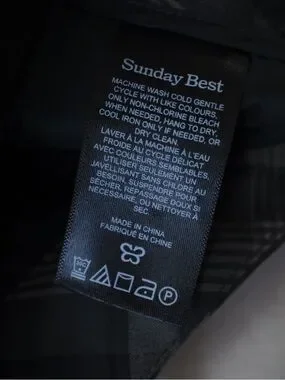 Sunday Best
MACHINE WASH COLD GENTLE
CYCLE WITH LIKE COLOURS.
ONLY NON-CHLORINE BLEACH
WHEN NEEDED, HANG TO DRY,
COOL IRON ONLY IF NEEDED, OR
DRY CLEAN.
LAVER À LA MACHINE À L'EAU
FROIDE AU CYCLE DÉLICAT
AVEC COULEURS SEMBLABLES,
UTILISER SEULEMENT UN
JAVELLISANT SANS CHLORE AU
BESOIN, SUSPENDRE POUR
SÉCHER. REPASSAGE DOUX SI
NÉCESSAIRE, OU NETTOYER À
SEC.
MADE IN CHINA
FABRIQUÉ EN CHINE
P